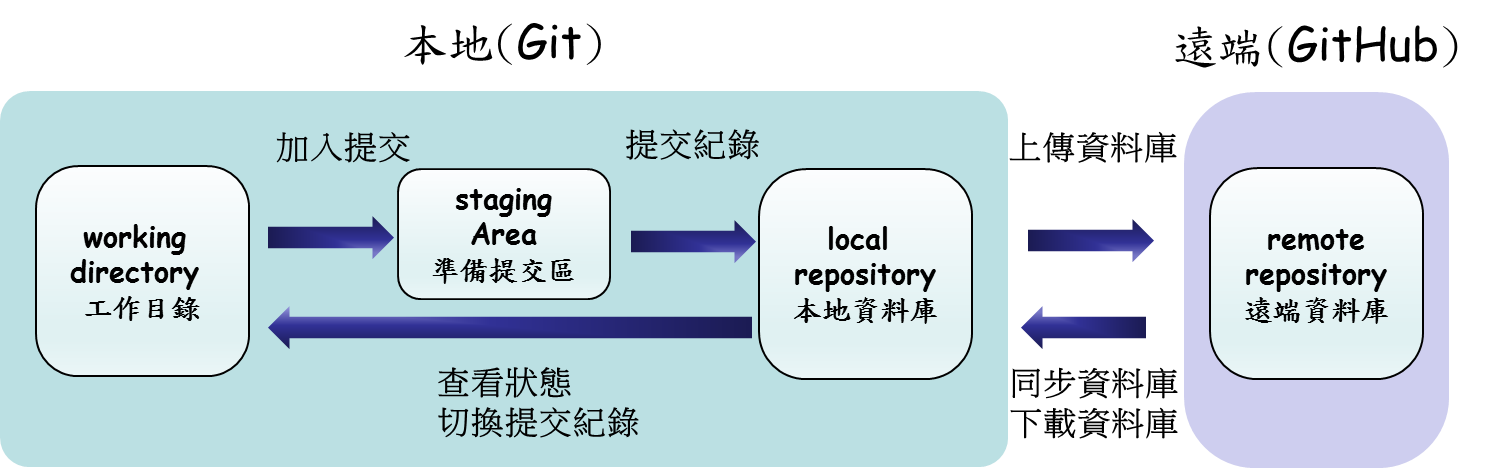 本地(Git)
遠端(GitHub)
加入提交
提交紀錄
上傳資料庫
working
directory
工作目錄
staging
Area
準備提交區
local
repository
本地資料庫
remote
repository
遠端資料庫
查看狀態
切換提交紀錄
同步資料庫
下載資料庫